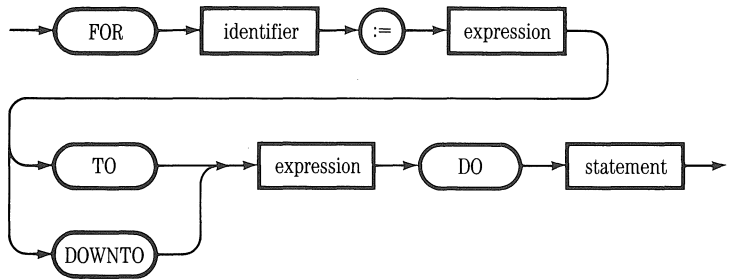 FOR identifier := expression
TO expression DO statement
DOWNTO